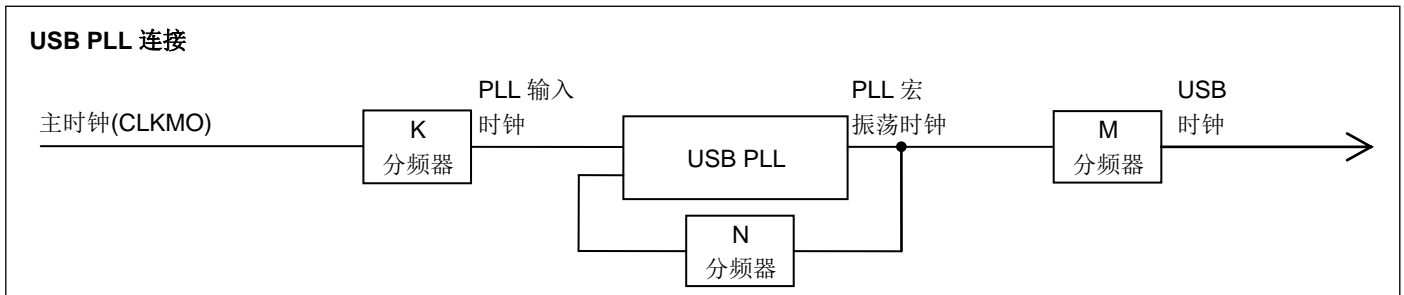 USB PLL 连接
主时钟(CLKMO)
K
分频器
PLL 输入
时钟
USB PLL
PLL 宏
振荡时钟
M
分频器
USB
时钟
N
分频器